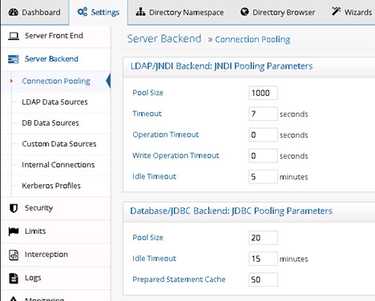 Dashboard
Settings
Directory Namespace
Directory Browser
Wizards
Server Front End
Server Backend
Connection Pooling
LDAP Data Sources
DB Data Sources
Custom Data Sources
Internal Connections
Kerberos Profiles
Security
Limits
Interception
Logs
Monitoring
Server Backend » Connection Pooling
LDAP/JNDI Backend: JNDI Pooling Parameters
Pool Size 1000
Timeout 7 seconds
Operation Timeout 0 seconds
Write Operation Timeout 0 seconds
Idle Timeout 5 minutes
Database/JDBC Backend: JDBC Pooling Parameters
Pool Size 20
Idle Timeout 15 minutes
Prepared Statement Cache 50